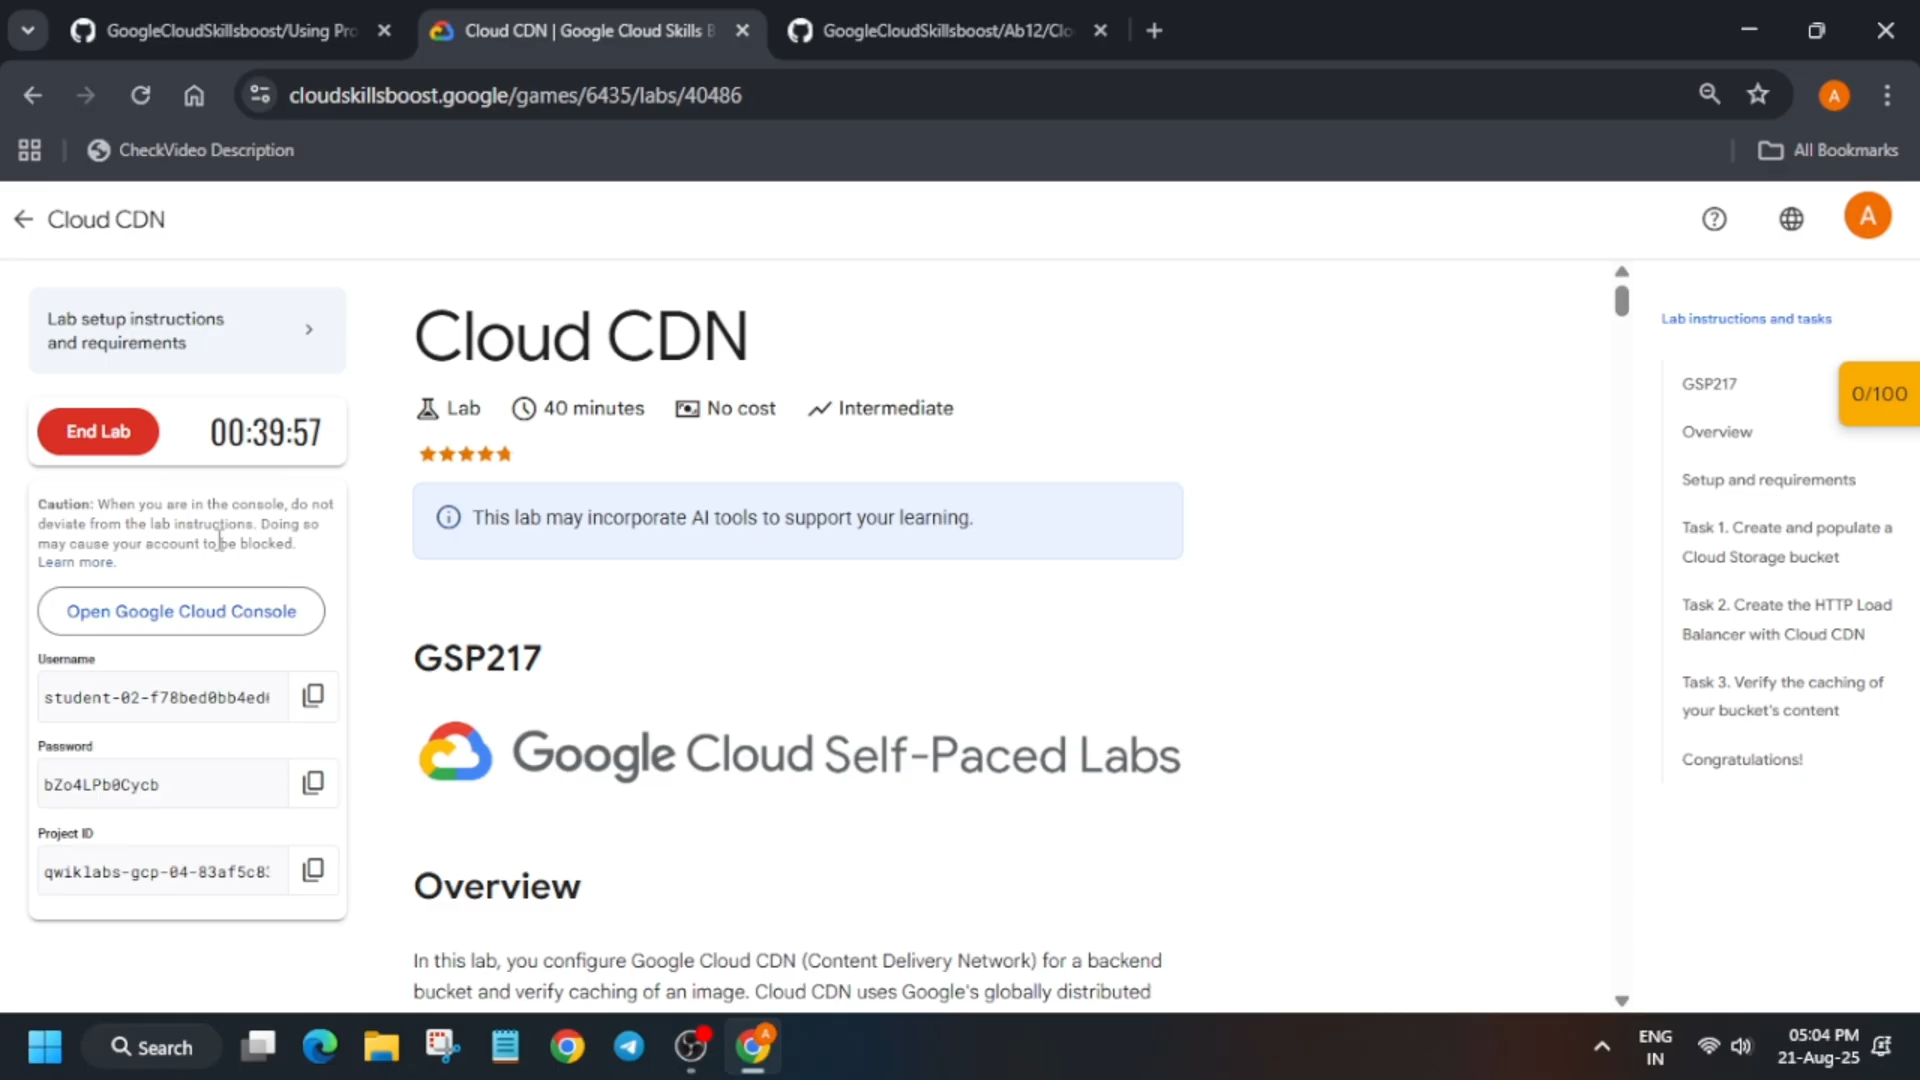 GoogleCloudSkillsboost/Using Pro
Cloud CDN | Google Cloud Skills B
GoogleCloudSkillsboost/Ab12/Clo
cloudskillsboost.google/games/6435/labs/40486
A
CheckVideo Description
All Bookmarks
Cloud CDN
A
Lab setup instructions
and requirements
End Lab
00:39:57
Caution: When you are in the console, do not
deviate from the lab instructions. Doing so
may cause your account to be blocked.
Learn more.
Open Google Cloud Console
Username
student-02-f78bed0bb4ed
Password
bZo4LPb0Cycb
Project ID
qwiklabs-gcp-04-83af5c8
Cloud CDN
Lab
40 minutes
No cost
Intermediate
This lab may incorporate AI tools to support your learning.
GSP217
Google Cloud Self-Paced Labs
Overview
In this lab, you configure Google Cloud CDN (Content Delivery Network) for a backend
bucket and verify caching of an image. Cloud CDN uses Google's globally distributed
Lab instructions and tasks
GSP217
0/100
Overview
Setup and requirements
Task 1. Create and populate a
Cloud Storage bucket
Task 2. Create the HTTP Load
Balancer with Cloud CDN
Task 3. Verify the caching of
your bucket's content
Congratulations!
Search
A
ENG
IN
05:04 PM
21-Aug-25